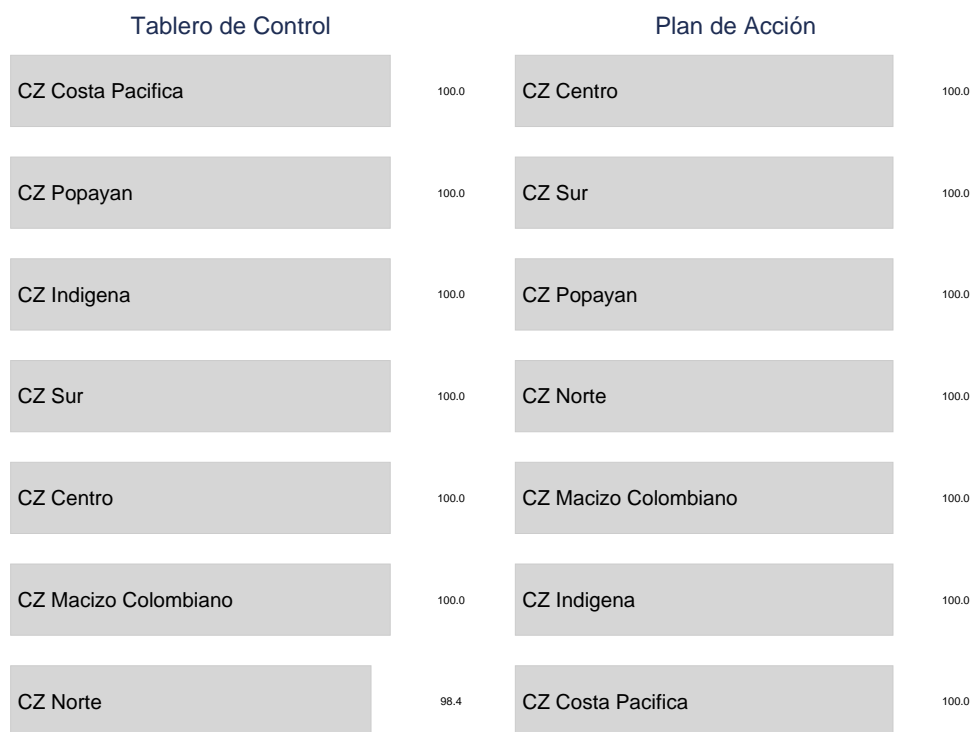 Tablero de Control
Plan de Acción
CZ Costa Pacifica 100.0
CZ Centro 100.0
CZ Popayan 100.0
CZ Sur 100.0
CZ Indigena 100.0
CZ Popayan 100.0
CZ Sur 100.0
CZ Norte 100.0
CZ Centro 100.0
CZ Macizo Colombiano 100.0
CZ Macizo Colombiano 100.0
CZ Indigena 100.0
CZ Norte 98.4
CZ Costa Pacifica 100.0